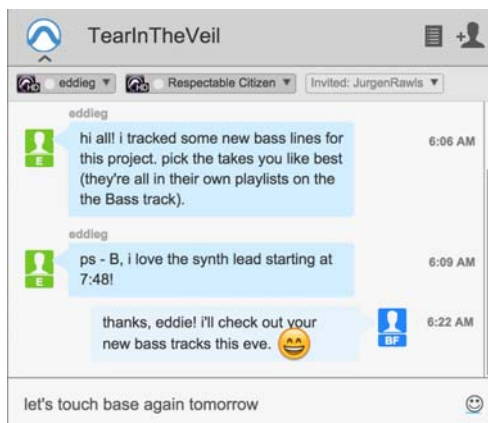 TearInTheVeil
HD eddieg ▼ HD Respectable Citizen ▼ Invited: JurgenRawls ▼
eddieg
hi all! i tracked some new bass lines for
this project. pick the takes you like best
(they're all in their own playlists on the
the Bass track).
6:06 AM
E
eddieg
ps - B, i love the synth lead starting at
7:48!
6:09 AM
E
thanks, eddie! i'll check out your
new bass tracks this eve. 😄
BF
6:22 AM
let's touch base again tomorrow